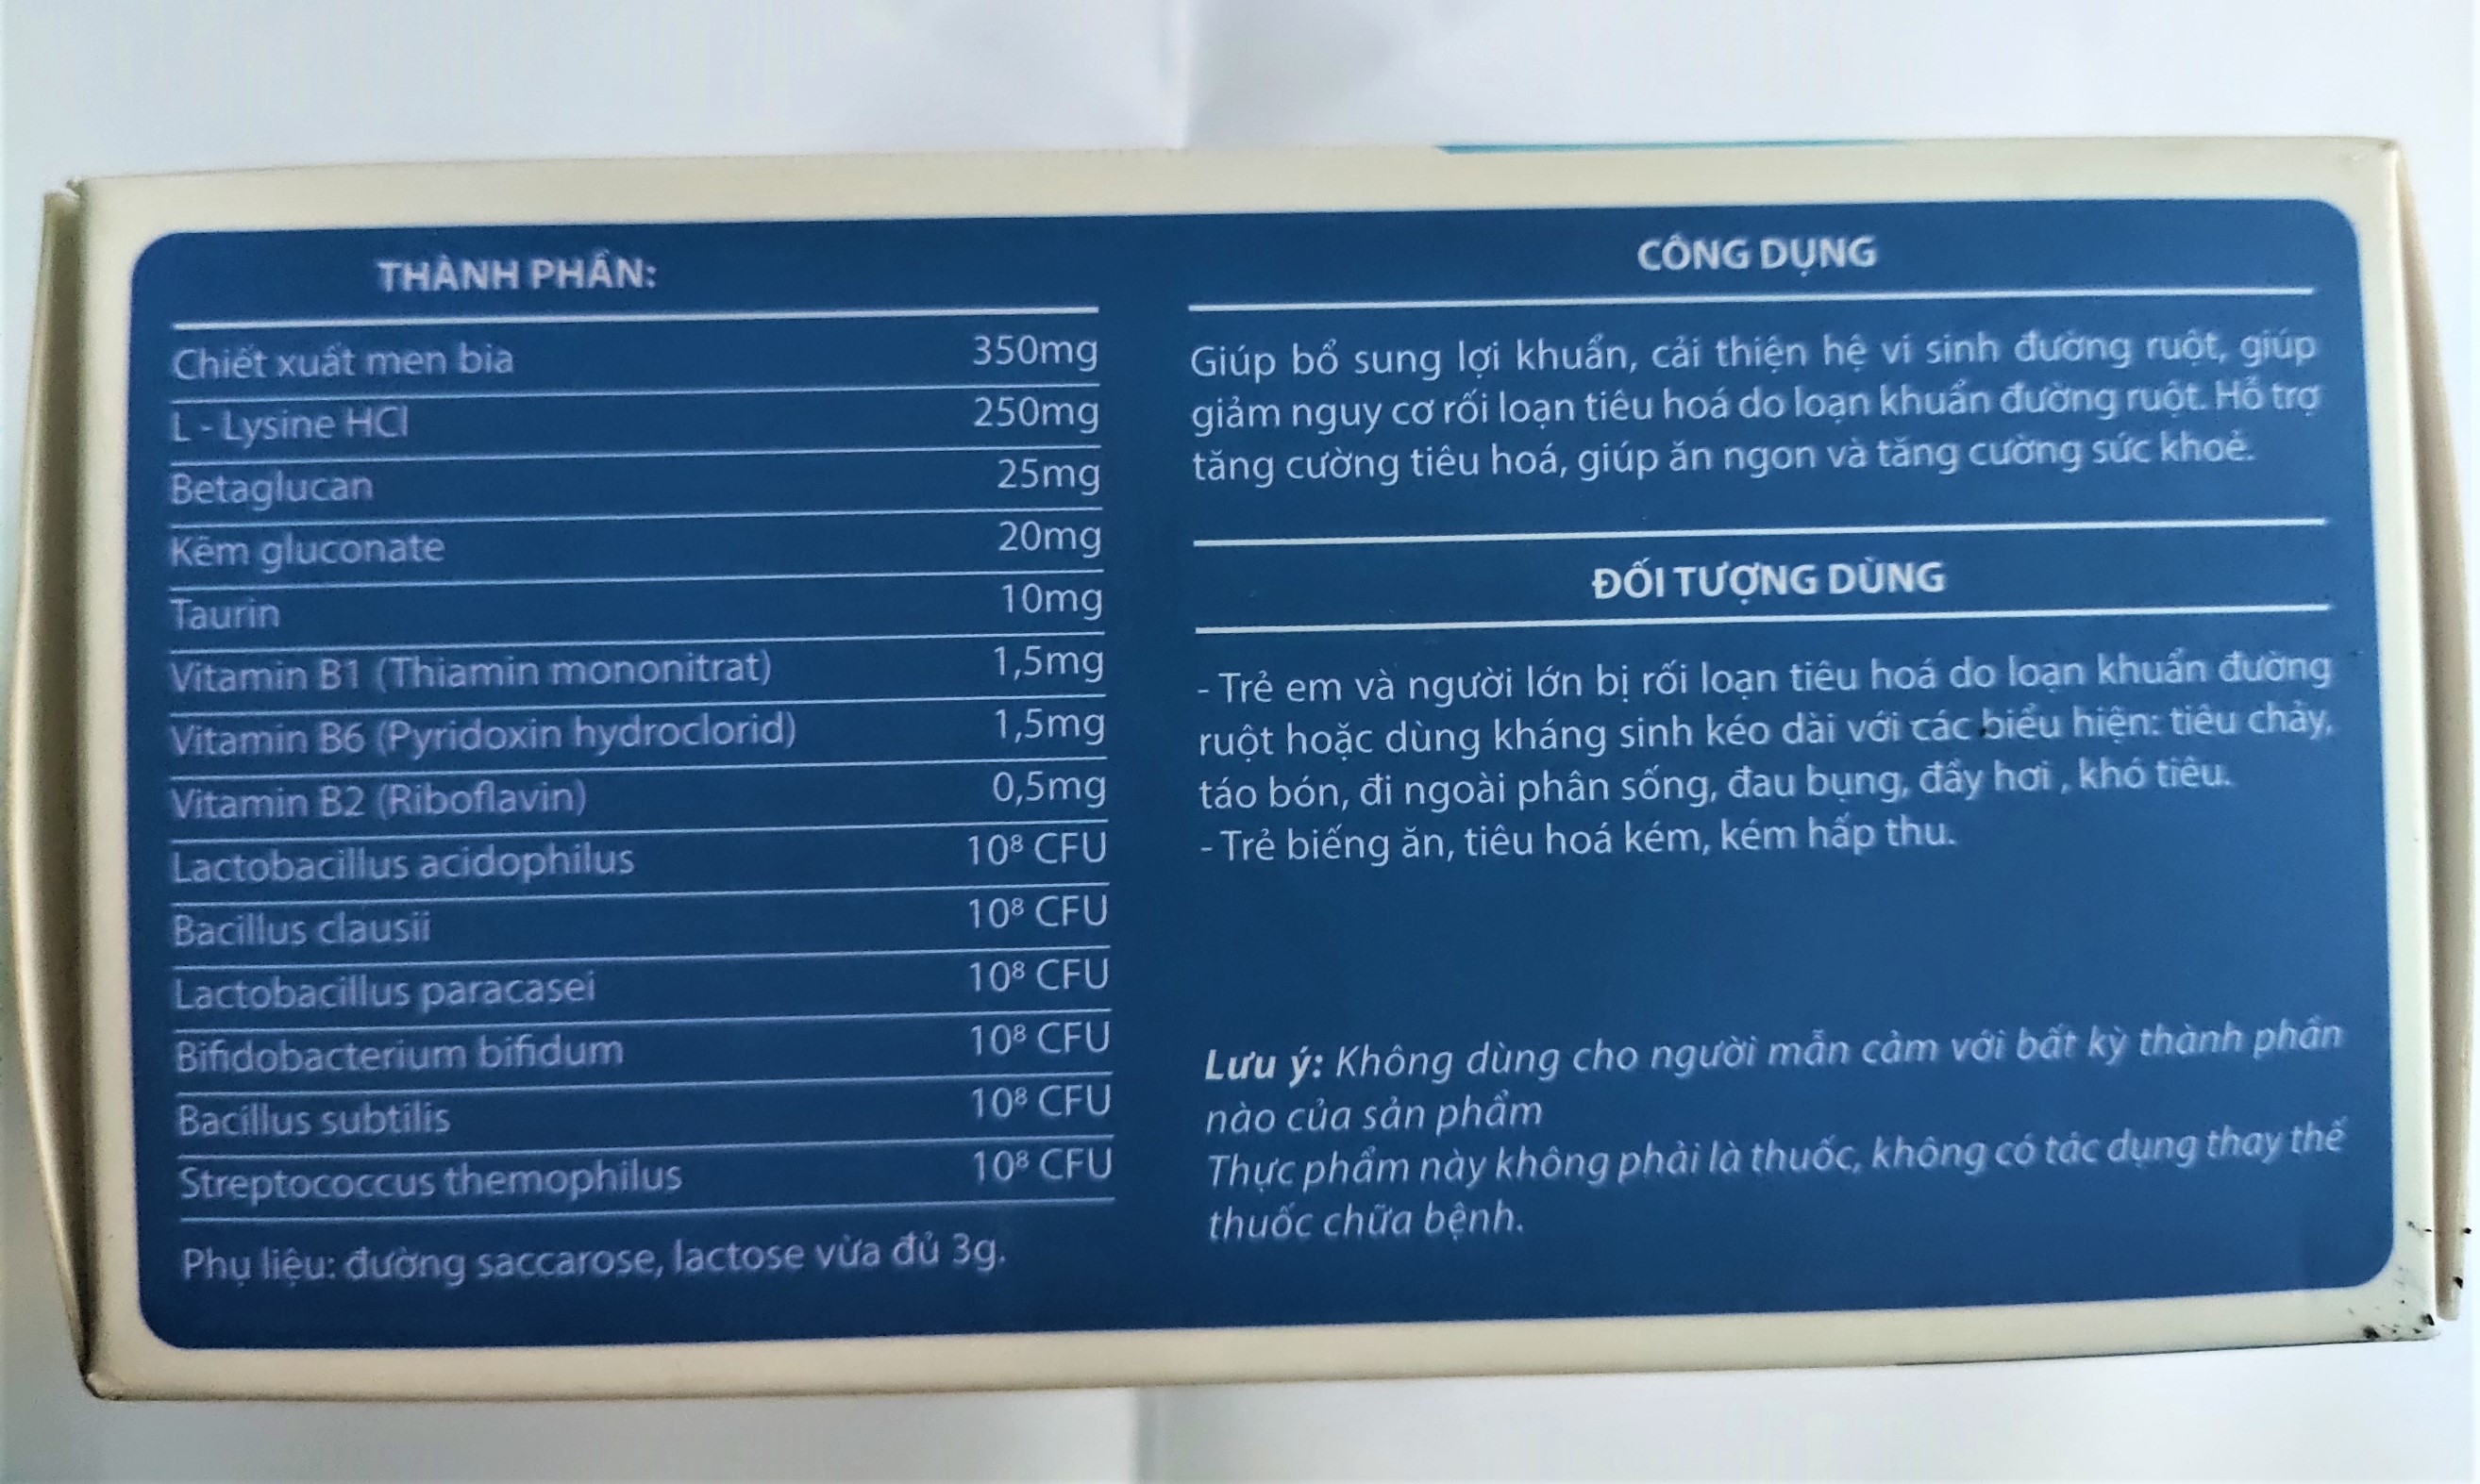 THÀNH PHẦN:
Chiết xuất men bia 350mg
L - Lysine HCl 250mg
Betaglucan 25mg
Kẽm gluconate 20mg
Taurin 10mg
Vitamin B1 (Thiamin mononitrat) 1,5mg
Vitamin B6 (Pyridoxin hydroclorid) 1,5mg
Vitamin B2 (Riboflavin) 0,5mg
Lactobacillus acidophilus 10⁸ CFU
Bacillus clausii 10⁸ CFU
Lactobacillus paracasei 10⁸ CFU
Bifidobacterium bifidum 10⁸ CFU
Bacillus subtilis 10⁸ CFU
Streptococcus themophilus 10⁸ CFU
Phụ liệu: đường saccarose, lactose vừa đủ 3g.
CÔNG DỤNG
Giúp bổ sung lợi khuẩn, cải thiện hệ vi sinh đường ruột, giúp
giảm nguy cơ rối loạn tiêu hoá do loạn khuẩn đường ruột. Hỗ trợ
tăng cường tiêu hoá, giúp ăn ngon và tăng cường sức khoẻ.
ĐỐI TƯỢNG DÙNG
- Trẻ em và người lớn bị rối loạn tiêu hoá do loạn khuẩn đường
ruột hoặc dùng kháng sinh kéo dài với các biểu hiện: tiêu chảy,
táo bón, đi ngoài phân sống, đau bụng, đầy hơi , khó tiêu.
- Trẻ biếng ăn, tiêu hoá kém, kém hấp thu.
Lưu ý: Không dùng cho người mẫn cảm với bất kỳ thành phần
nào của sản phẩm
Thực phẩm này không phải là thuốc, không có tác dụng thay thế
thuốc chữa bệnh.